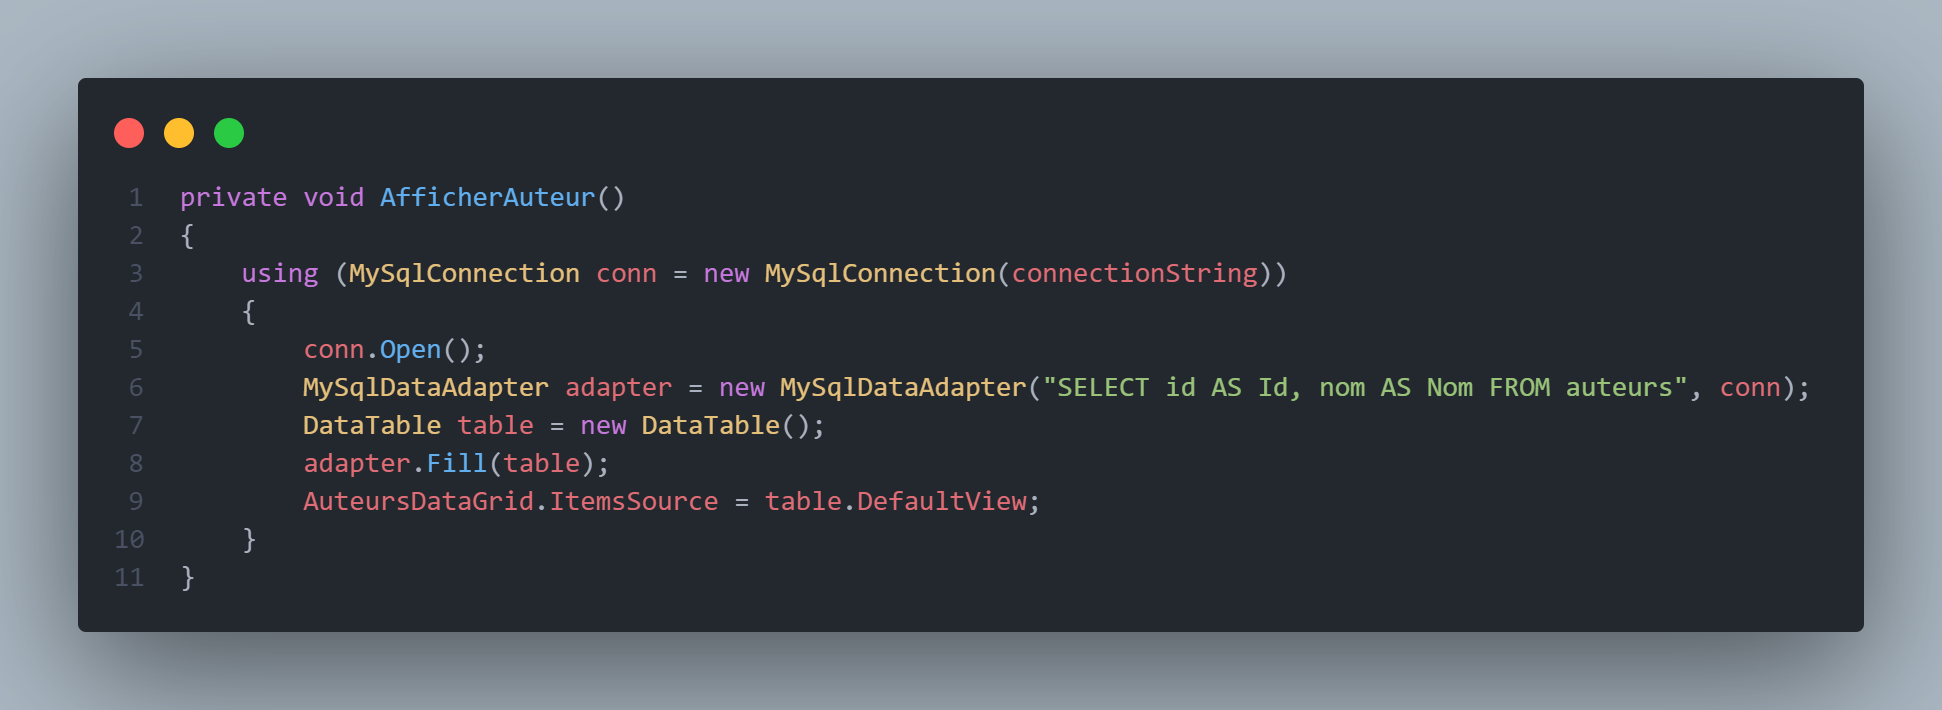 1 private void AfficherAuteur()
2 {
3     using (MySqlConnection conn = new MySqlConnection(connectionString))
4     {
5         conn.Open();
6         MySqlDataAdapter adapter = new MySqlDataAdapter("SELECT id AS Id, nom AS Nom FROM auteurs", conn);
7         DataTable table = new DataTable();
8         adapter.Fill(table);
9         AuteursDataGrid.ItemsSource = table.DefaultView;
10     }
11 }